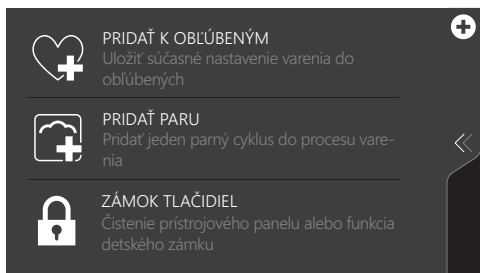 PRIDAŤ K OBĽÚBENÝM
Uložiť súčasné nastavenie varenia do
obľúbených
PRIDAŤ PARU
Pridať jeden parný cyklus do procesu vare-
nia
ZÁMOK TLAČIDIEL
Čistenie prístrojového panelu alebo funkcia
detského zámku